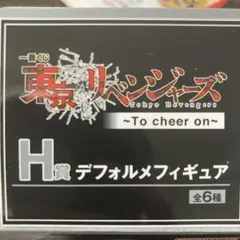 一番くじ
東京リベンジャーズ
Tokyo Revengers
~To cheer on~
H賞 デフォルメフィギュア
全6種